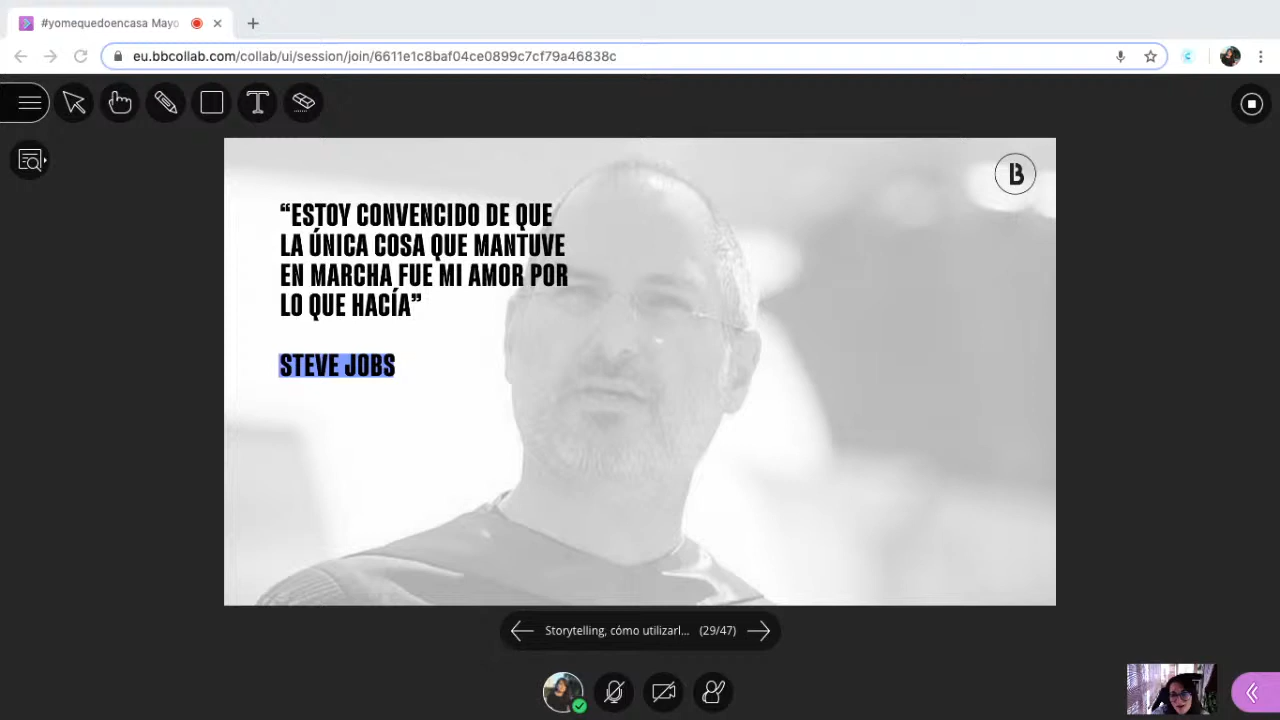 #yomequedoencasa Mayo
eu.bbcollab.com/collab/ui/session/join/6611e1c8baf04ce0899c7cf79a46838c
B
“ESTOY CONVENCIDO DE QUE
LA ÚNICA COSA QUE MANTUVE
EN MARCHA FUE MI AMOR POR
LO QUE HACÍA”
STEVE JOBS
Storytelling, cómo utilizarl... (29/47)